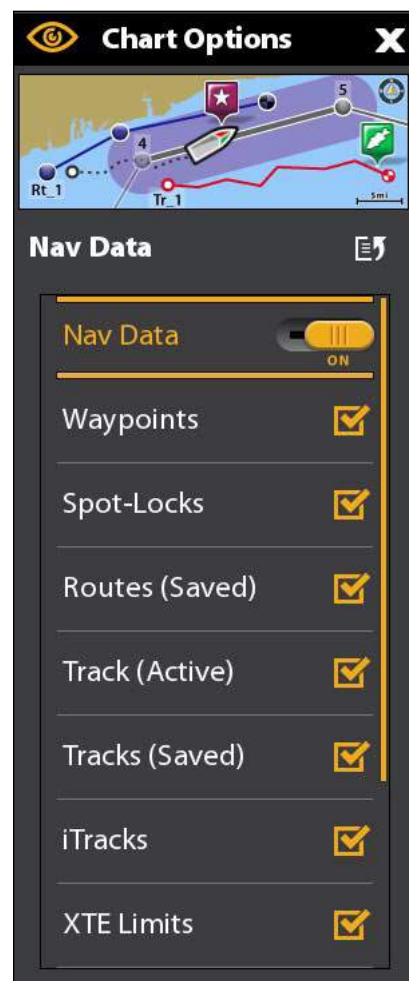 Chart Options
X
5
4
Rt_1
Tr_1
5mi
Nav Data
Nav Data
ON
Waypoints
Spot-Locks
Routes (Saved)
Track (Active)
Tracks (Saved)
iTracks
XTE Limits